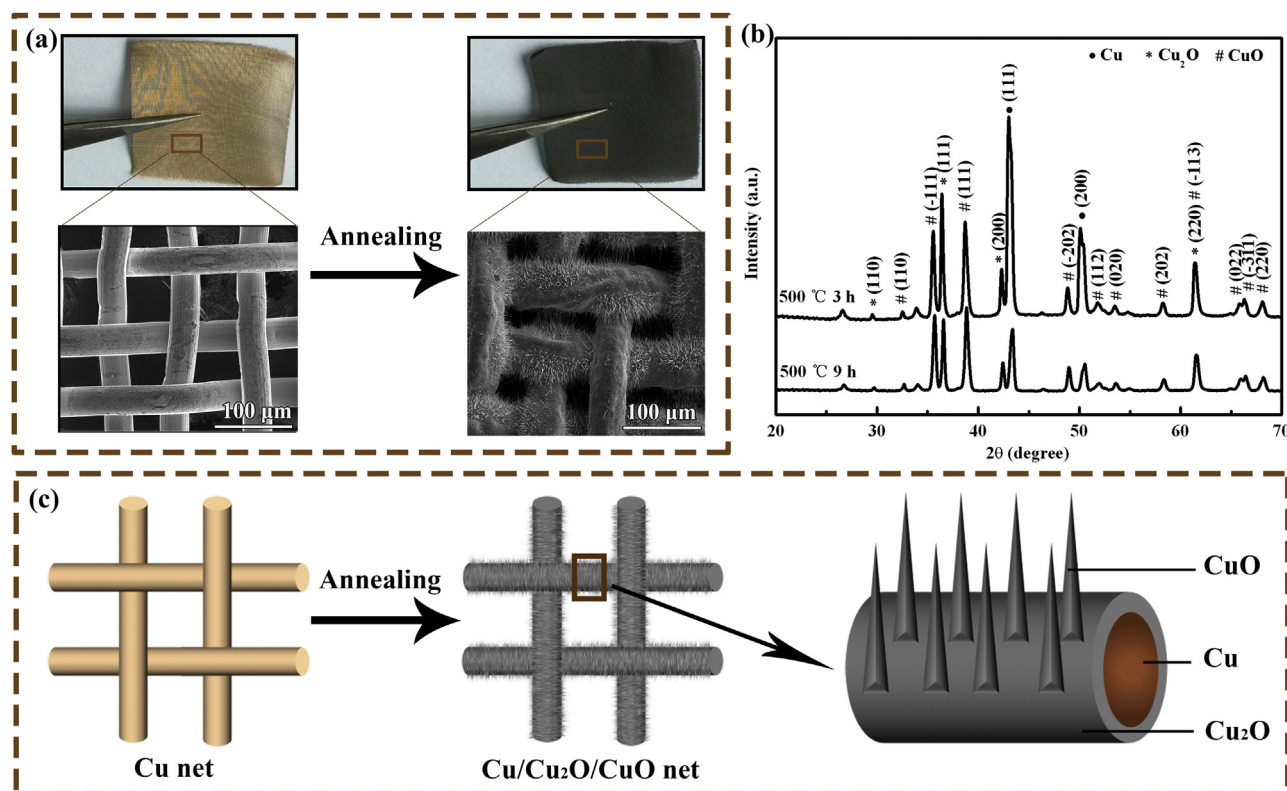 (a)
Annealing
100 μm
100 μm
(b)
• Cu * Cu₂O # CuO
Intensity (a.u.)
* (110)
# (110)
# (-111)
* (111)
# (111)
* (200)
• (111)
# (-202)
• (200)
# (112)
# (020)
# (202)
* (220) # (-113)
# (022)
# (-311)
# (220)
500 ℃ 3 h
500 ℃ 9 h
20 30 40 50 60 70
2θ (degree)
(c)
Annealing
Cu net
Cu/Cu₂O/CuO net
CuO
Cu
Cu₂O